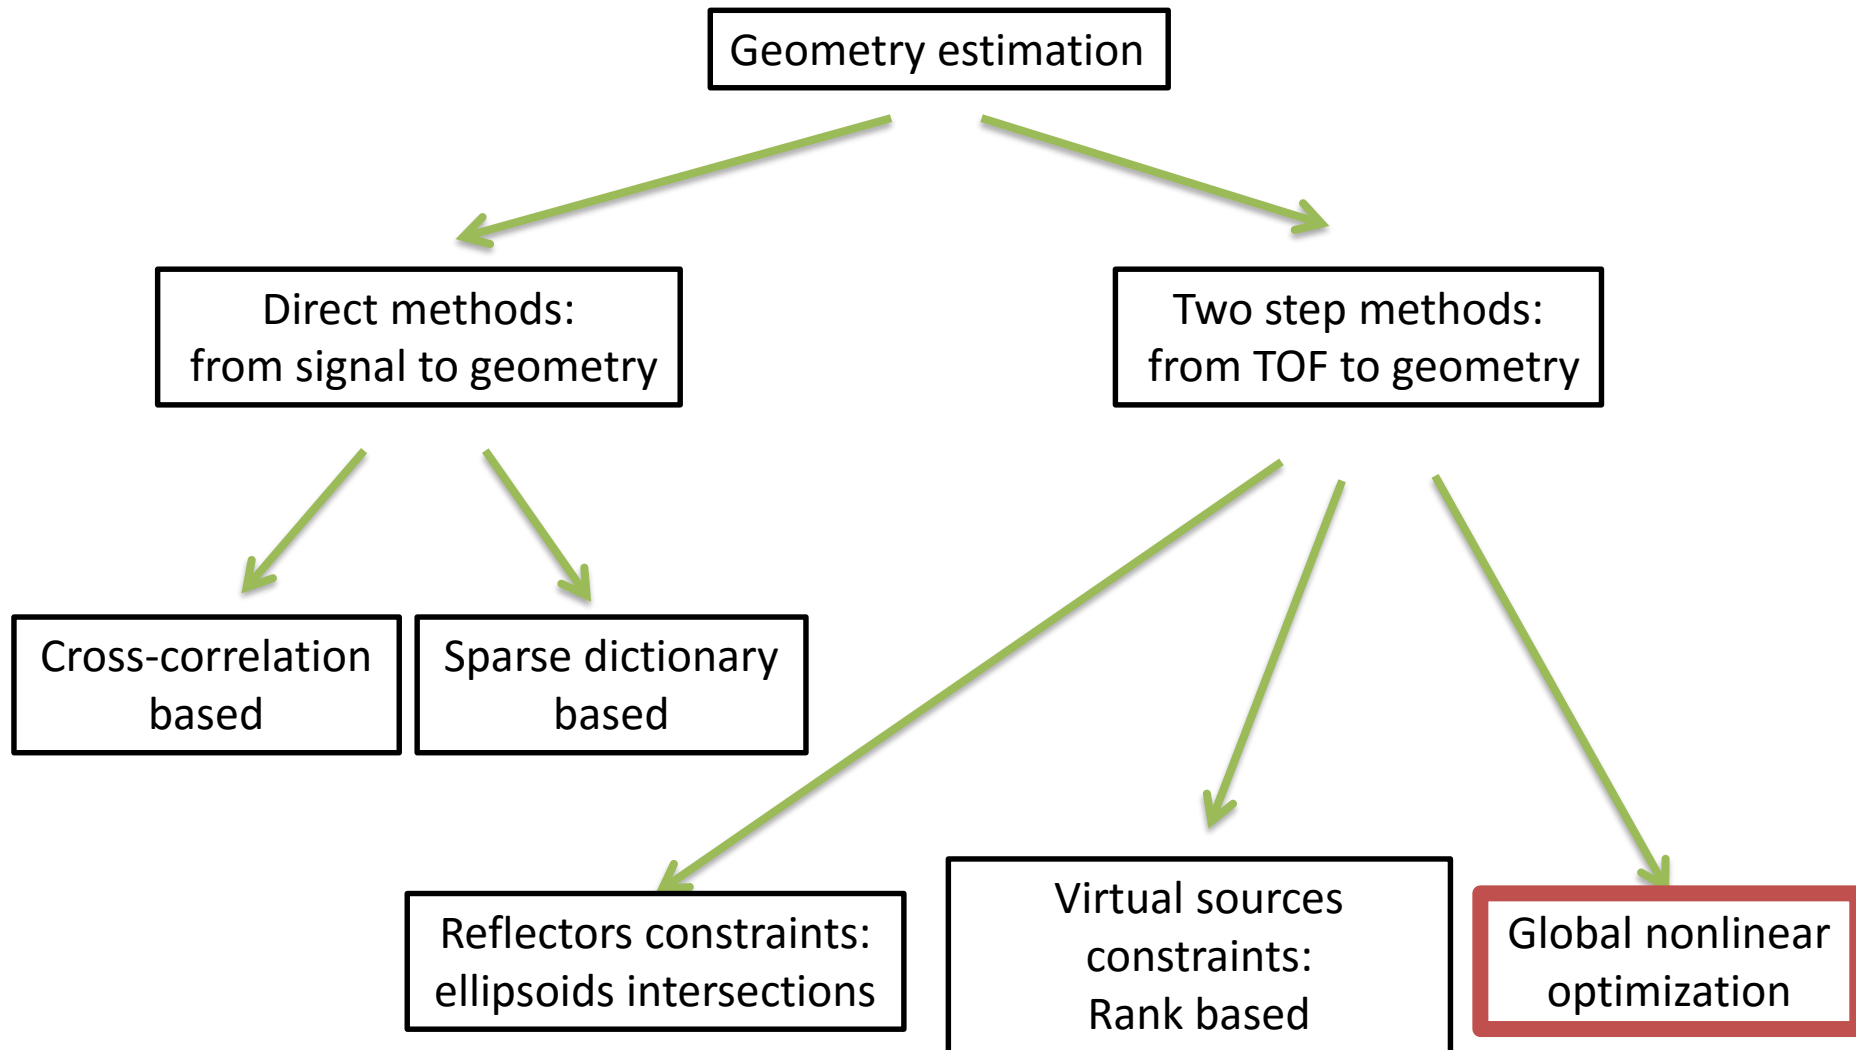 Geometry estimation
Direct methods:
from signal to geometry
Two step methods:
from TOF to geometry
Cross-correlation
based
Sparse dictionary
based
Reflectors constraints:
ellipsoids intersections
Virtual sources
constraints:
Rank based
Global nonlinear
optimization